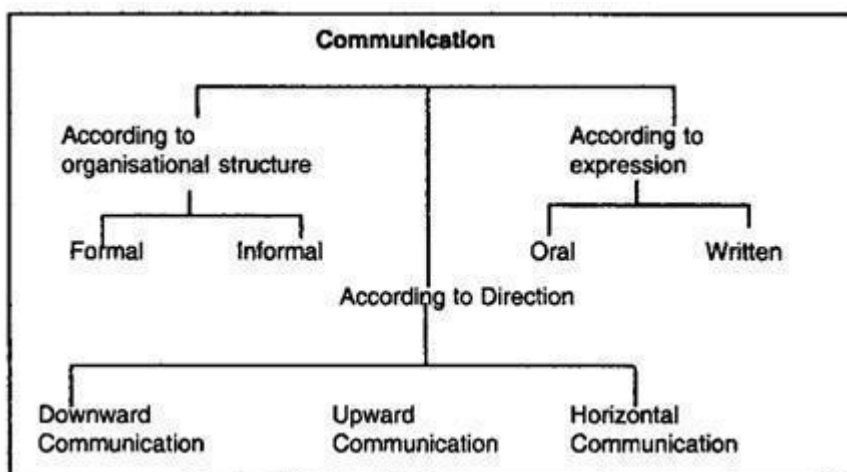 Communication
According to
organisational structure
According to
expression
Formal
Informal
Oral
Written
According to Direction
Downward
Communication
Upward
Communication
Horizontal
Communication